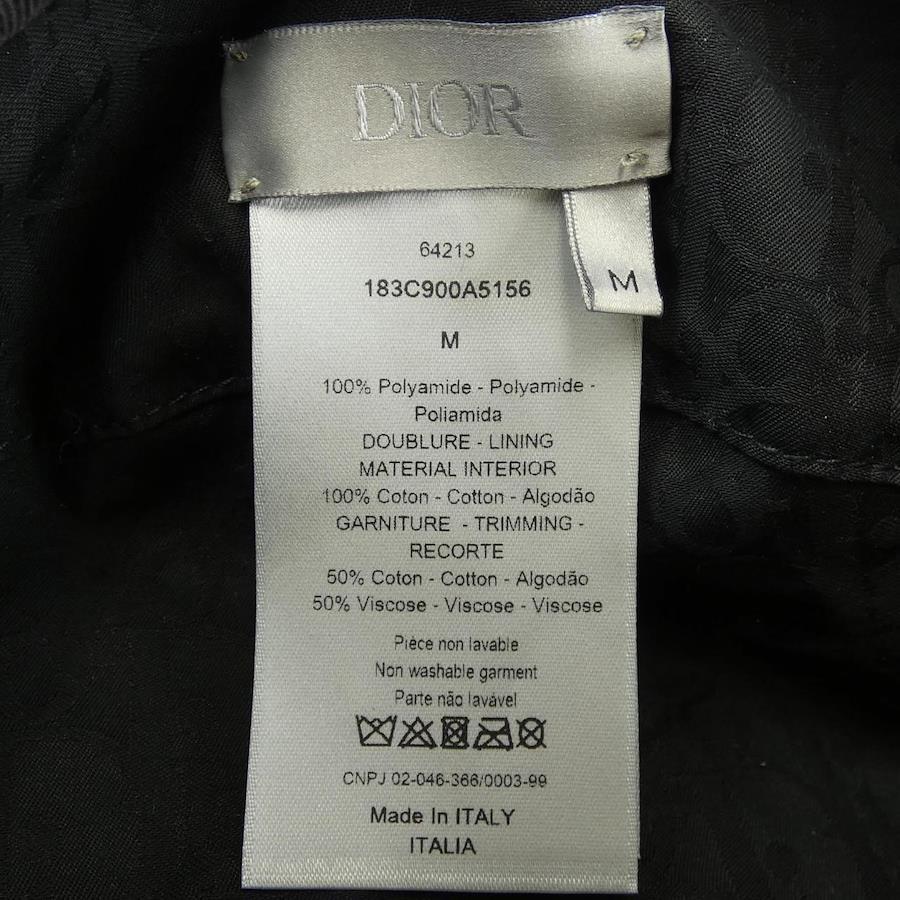 DIOR
M
64213
183C900A5156
M
100% Polyamide - Polyamide -
Poliamida
DOUBLURE - LINING
MATERIAL INTERIOR
100% Coton - Cotton - Algodão
GARNITURE - TRIMMING -
RECORTE
50% Coton - Cotton - Algodão
50% Viscose - Viscose - Viscose
Pièce non lavable
Non washable garment
Parte não lavável
CNPJ 02-046-366/0003-99
Made In ITALY
ITALIA